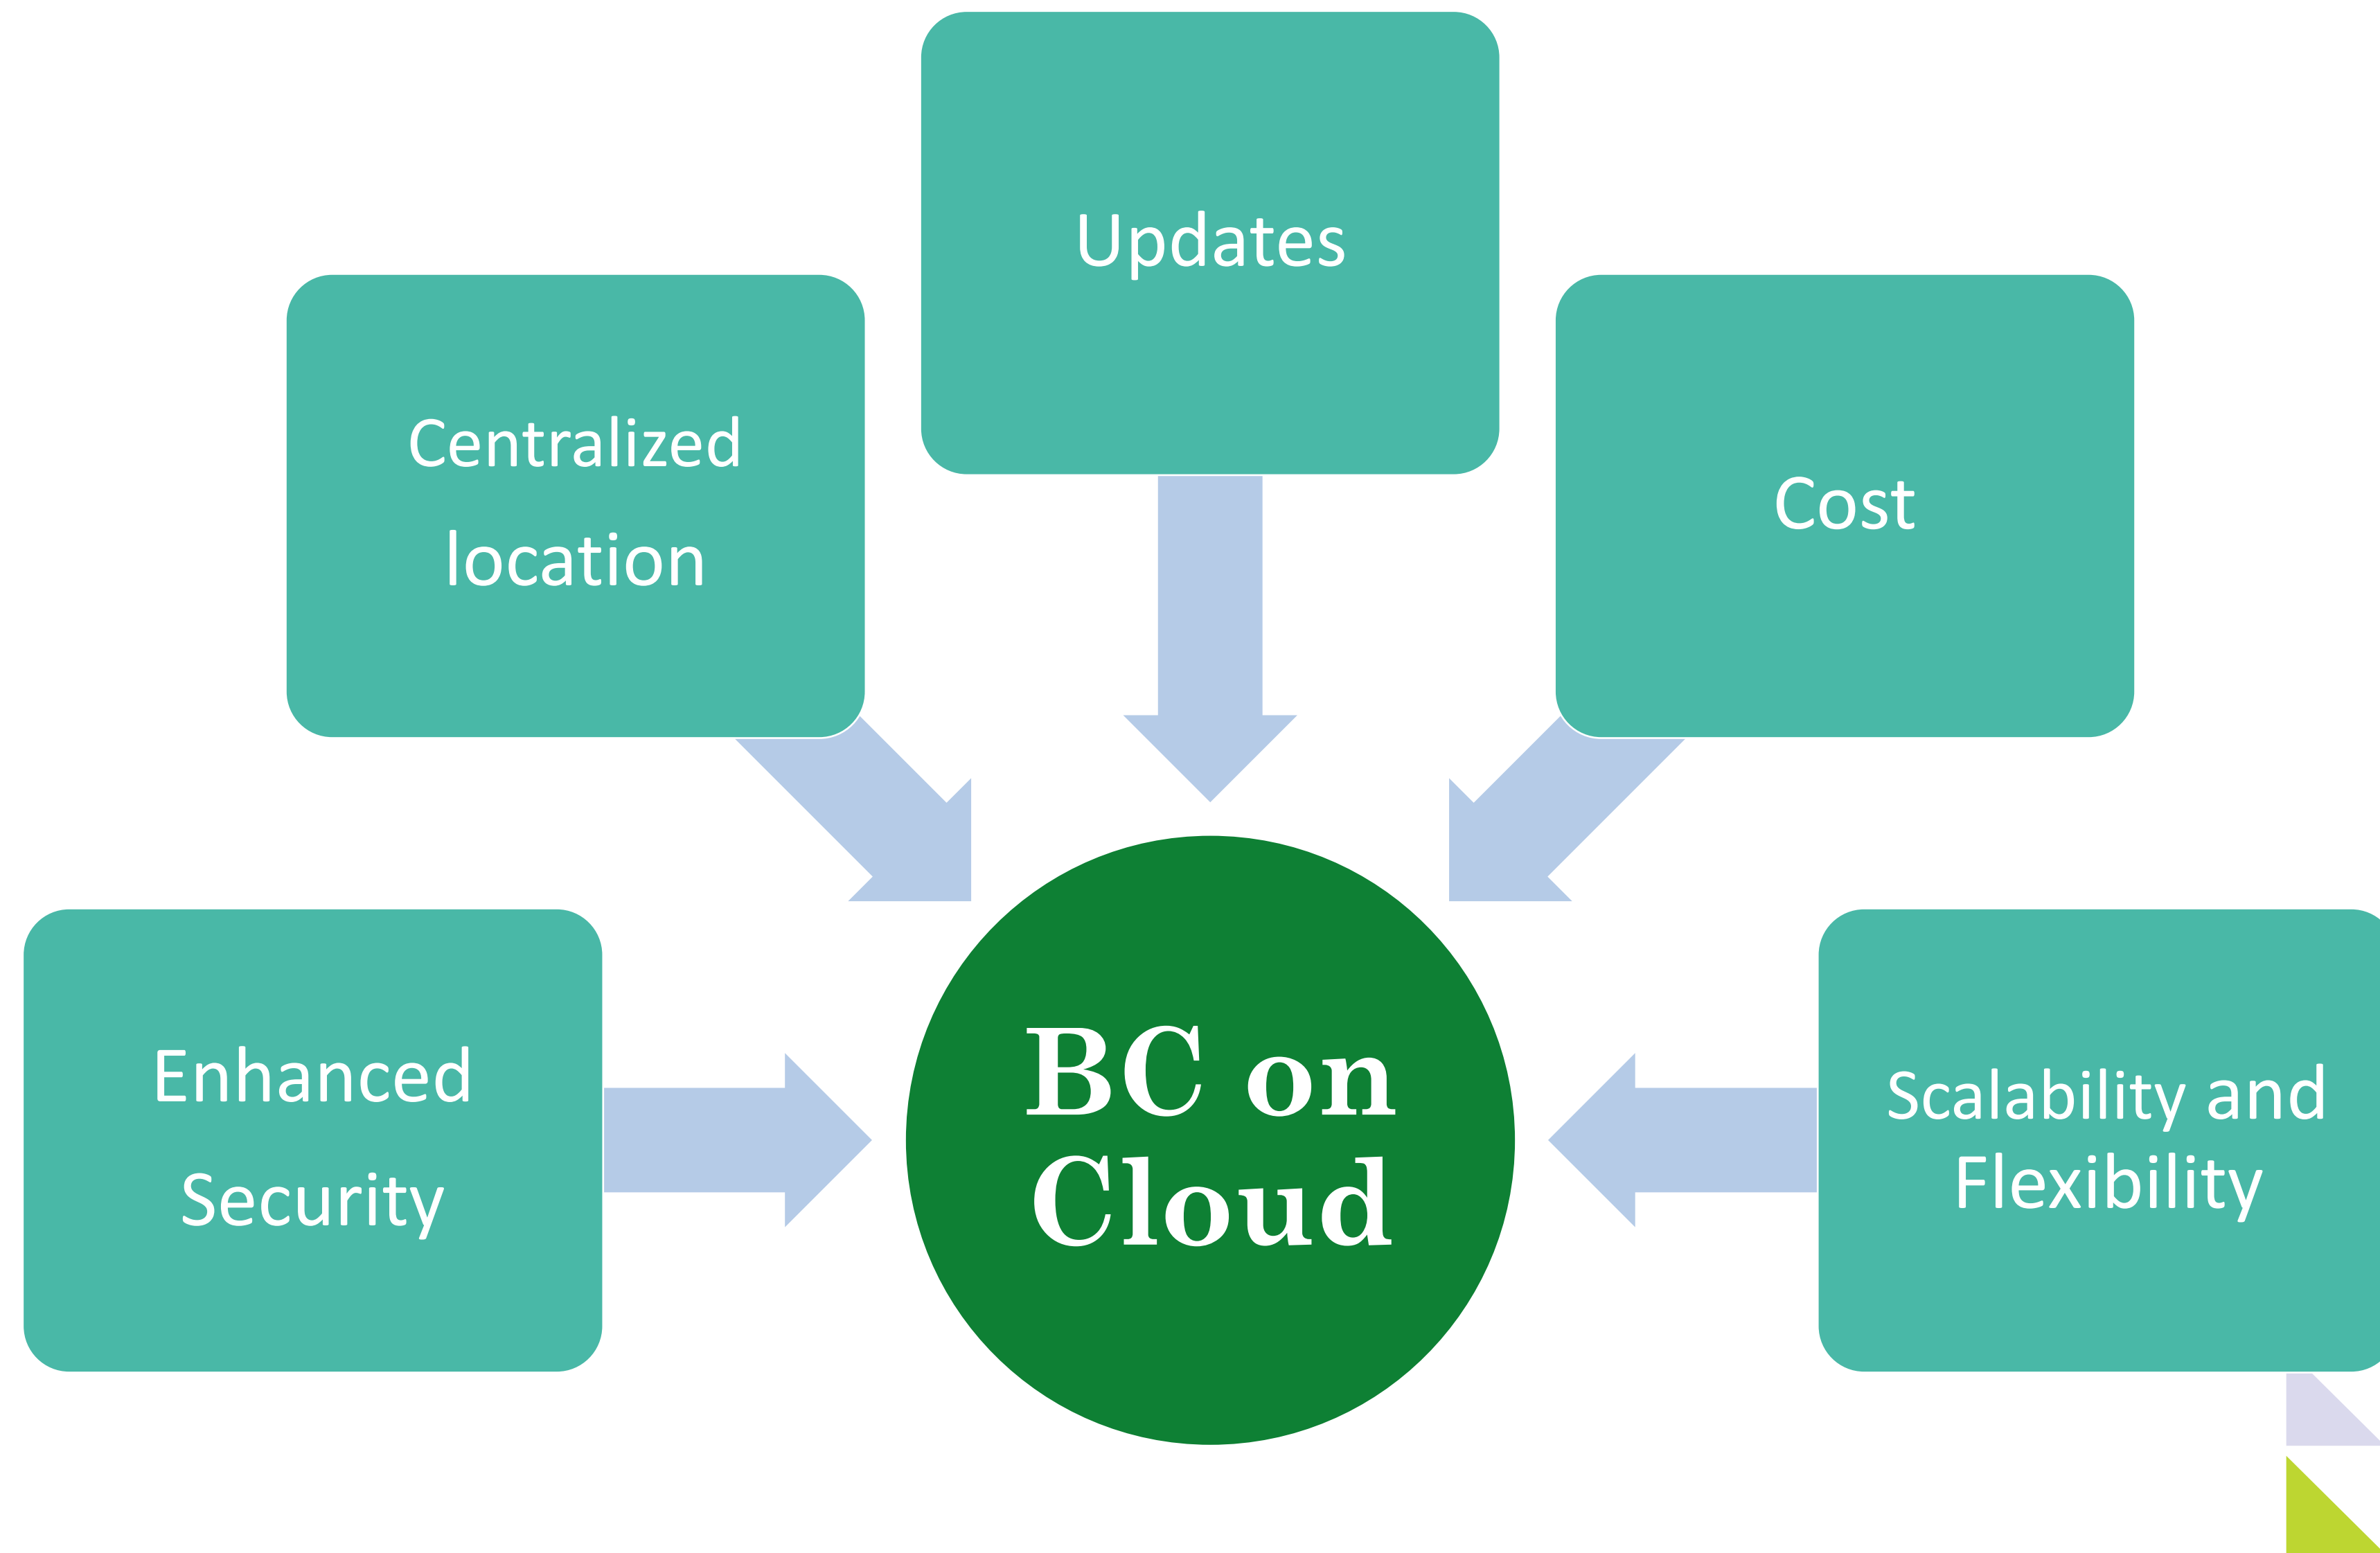 Updates
Centralized
location
Cost
Enhanced
Security
BC on
Cloud
Scalability and
Flexibility